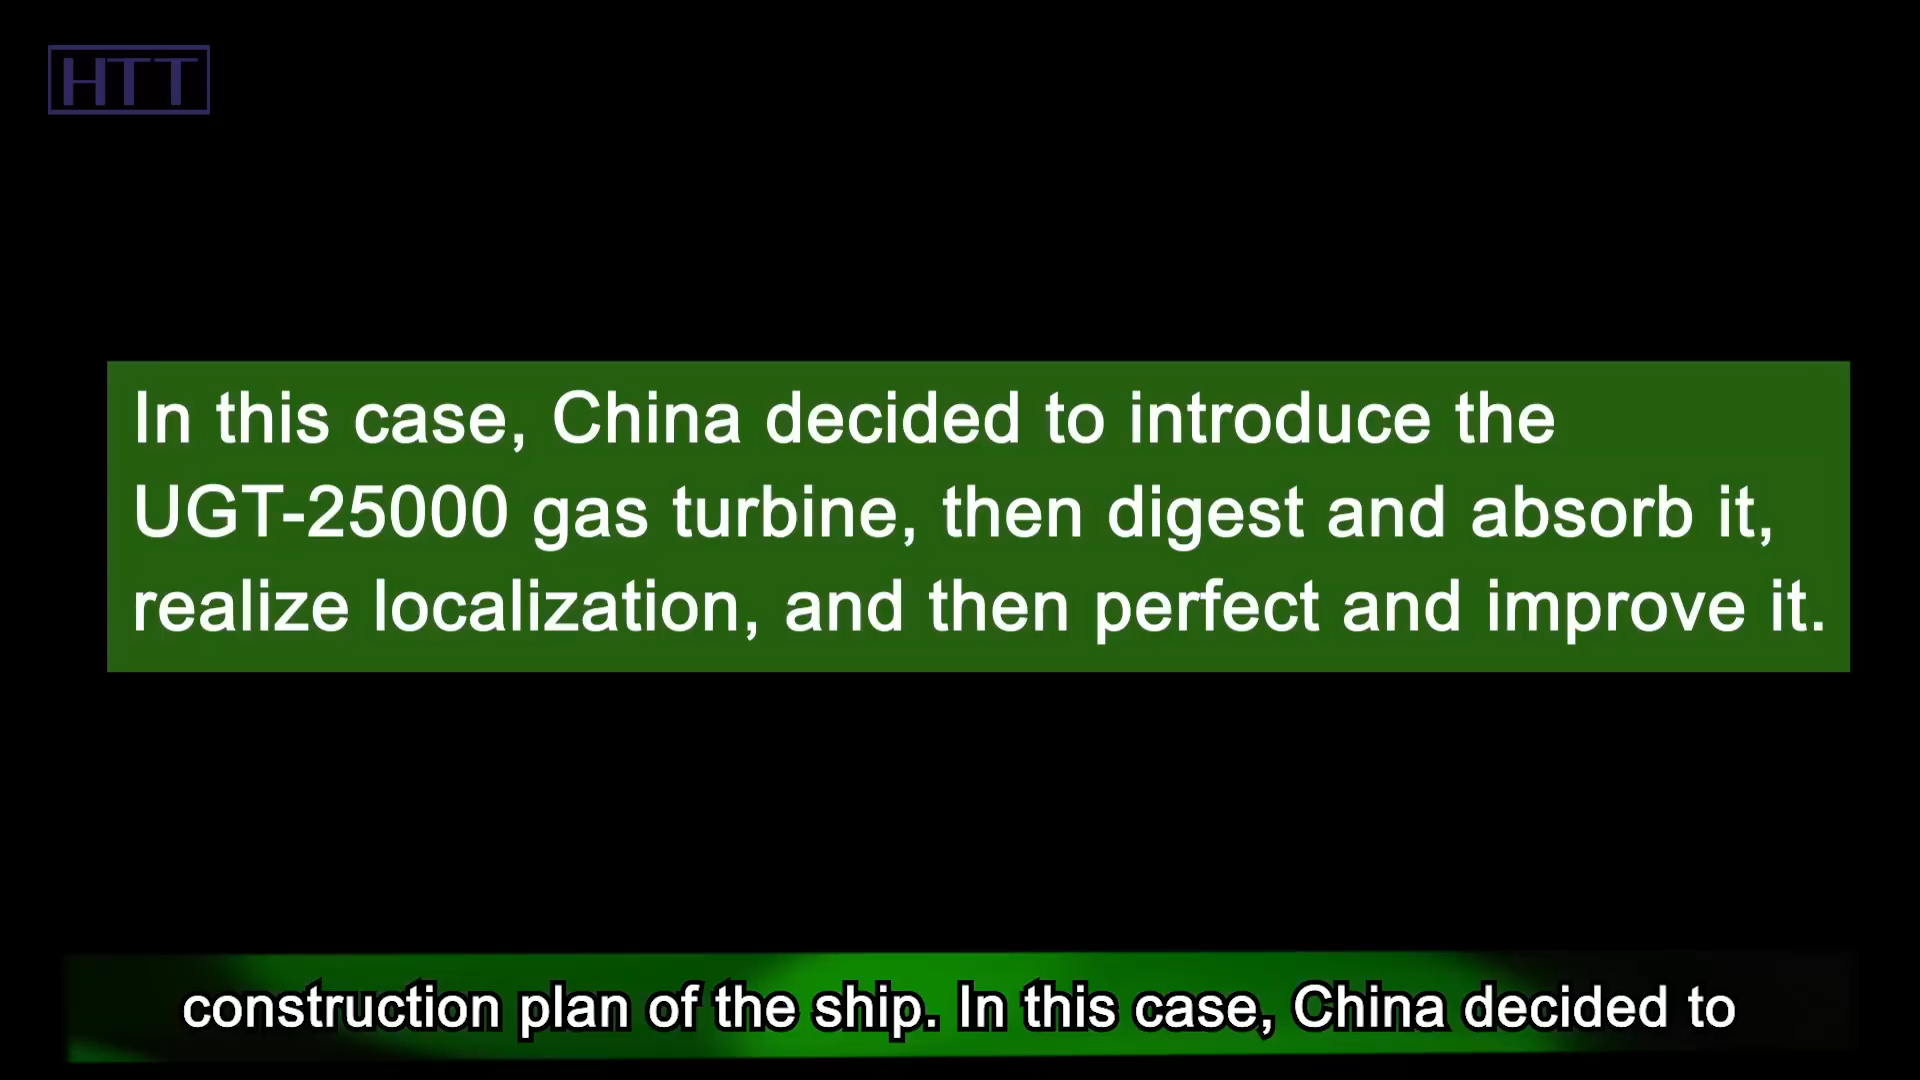 HTT
In this case, China decided to introduce the
UGT-25000 gas turbine, then digest and absorb it,
realize localization, and then perfect and improve it.
construction plan of the ship. In this case, China decided to